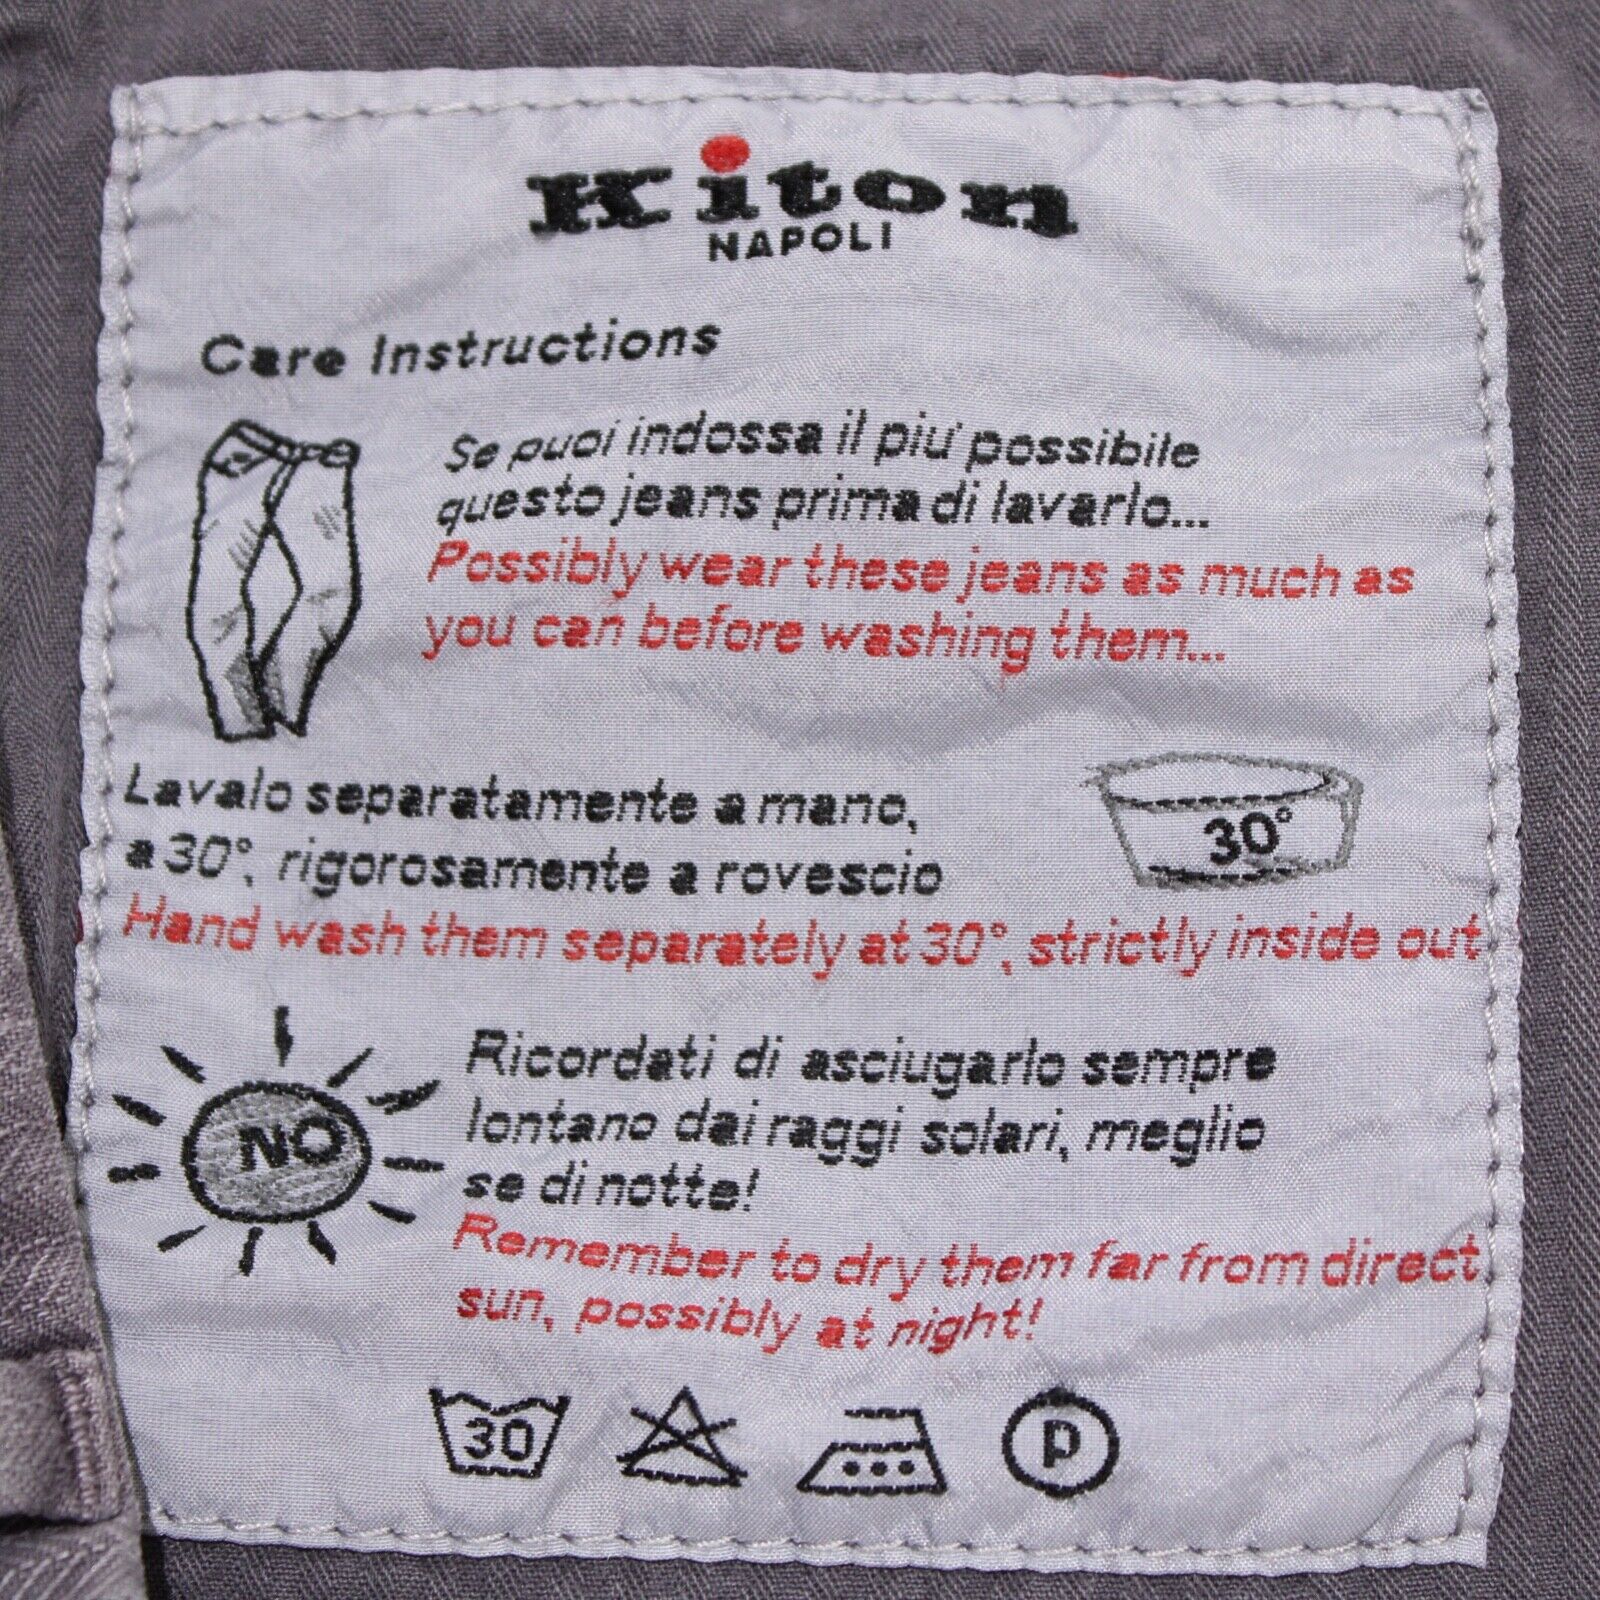 Kiton
NAPOLI
Care Instructions
Se puoi indossa il piu' possibile
questo jeans prima di lavarlo...
Possibly wear these jeans as much as
you can before washing them...
Lavalo separatamente a mano,
a 30°, rigorosamente a rovescio
30°
Hand wash them separately at 30°, strictly inside out
NO
Ricordati di asciugarlo sempre
lontano dai raggi solari, meglio
se di notte!
Remember to dry them far from direct
sun, possibly at night!
30
P